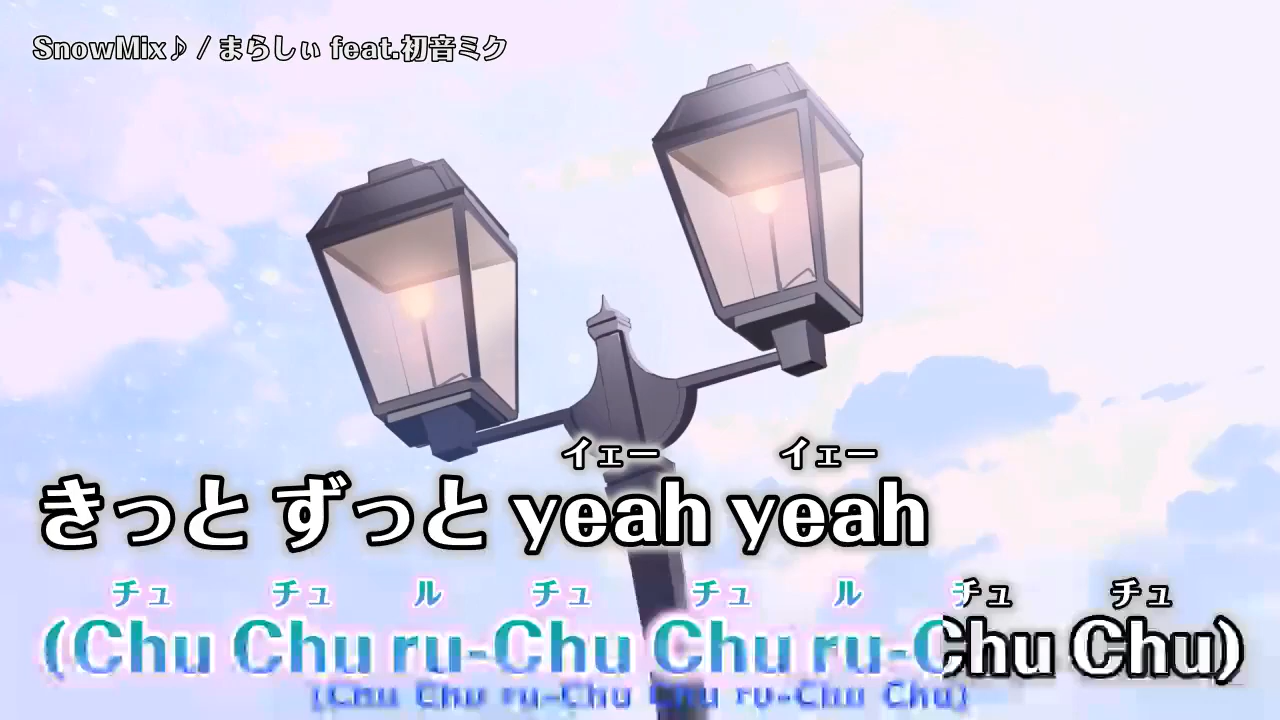 SnowMix♪ / まらしぃ feat.初音ミク
イェー イェー
きっと ずっと yeah yeah
チュ チュ ル チュ チュ ル チュ チュ
(Chu Chu ru-Chu Chu ru-Chu Chu)
(Chu Chu ru-Chu Chu ru-Chu Chu)